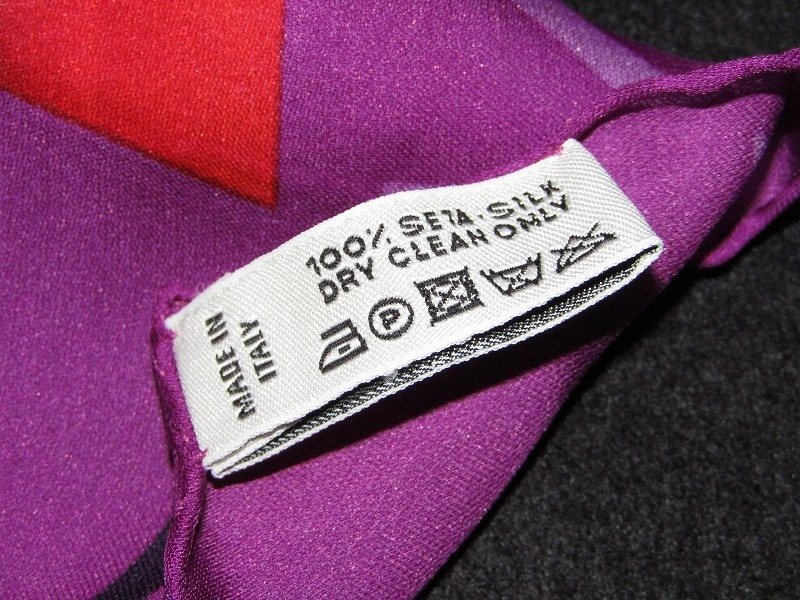 100% SETA·SILK
DRY CLEAN ONLY
P
MADE IN
ITALY